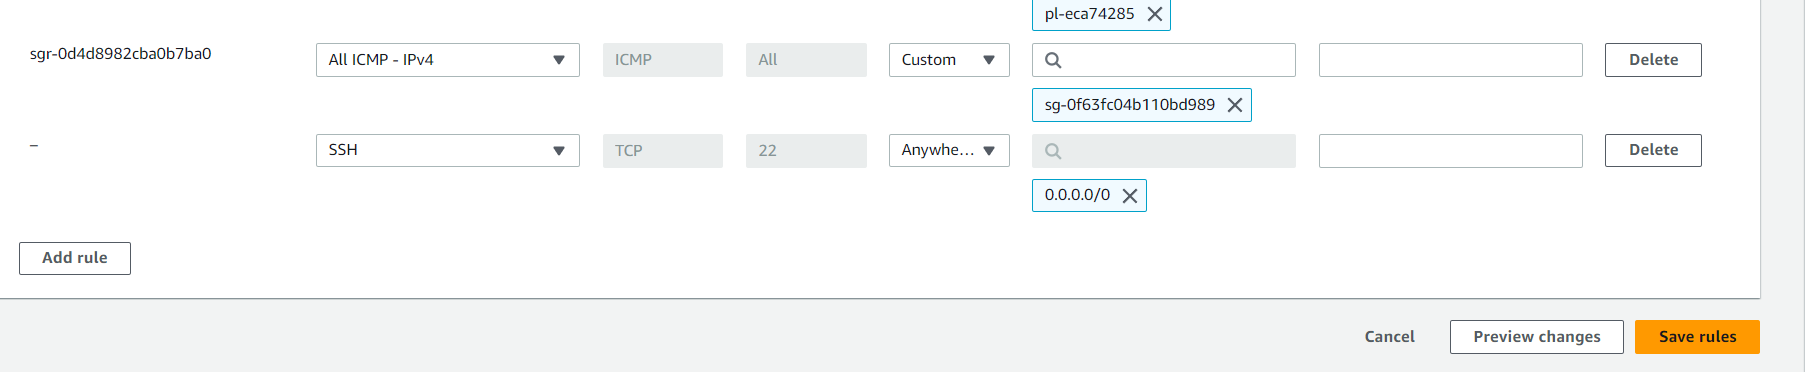 pl-eca74285
sgr-0d4d8982cba0b7ba0 All ICMP - IPv4 ICMP All Custom Delete
sg-0f63fc04b110bd989
– SSH TCP 22 Anywhe... Delete
0.0.0.0/0
Add rule
Cancel Preview changes Save rules